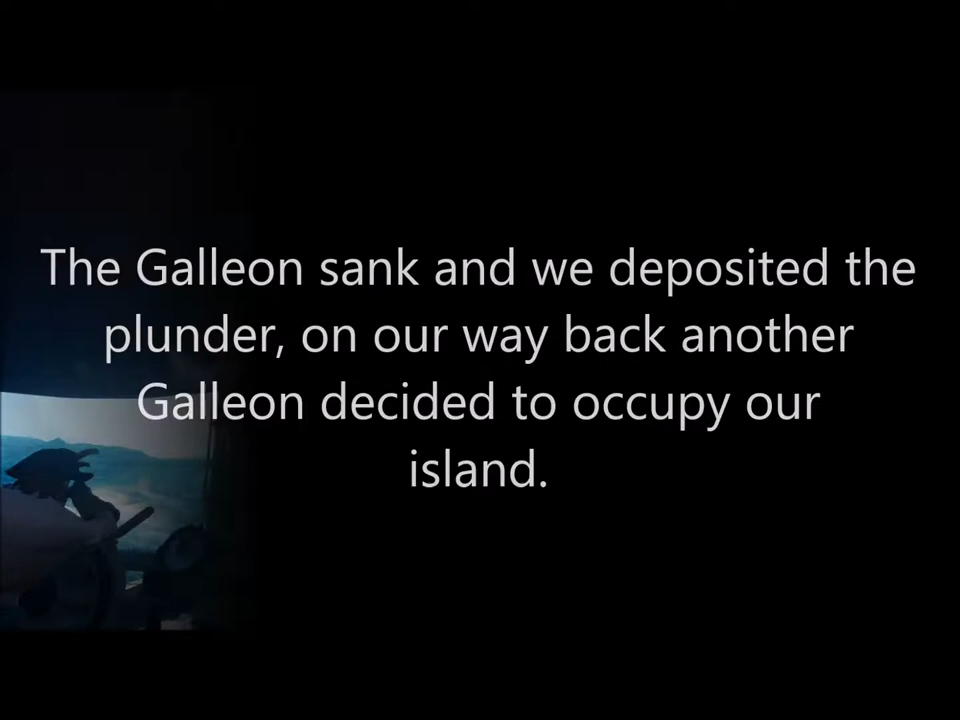 The Galleon sank and we deposited the
plunder, on our way back another
Galleon decided to occupy our
island.